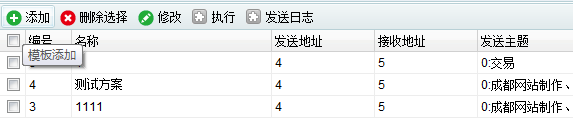 添加 删除选择 修改 执行 发送日志
编号 名称 发送地址 接收地址 发送主题
模板添加
4 5 0:交易
4 测试方案 4 5 0:成都网站制作、
3 1111 4 5 0:成都网站制作、